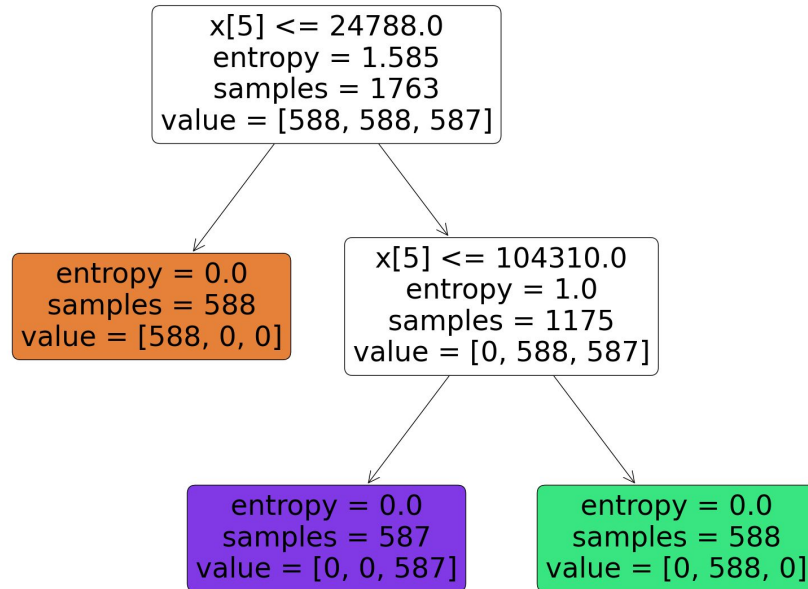 x[5] <= 24788.0
entropy = 1.585
samples = 1763
value = [588, 588, 587]
entropy = 0.0
samples = 588
value = [588, 0, 0]
x[5] <= 104310.0
entropy = 1.0
samples = 1175
value = [0, 588, 587]
entropy = 0.0
samples = 587
value = [0, 0, 587]
entropy = 0.0
samples = 588
value = [0, 588, 0]